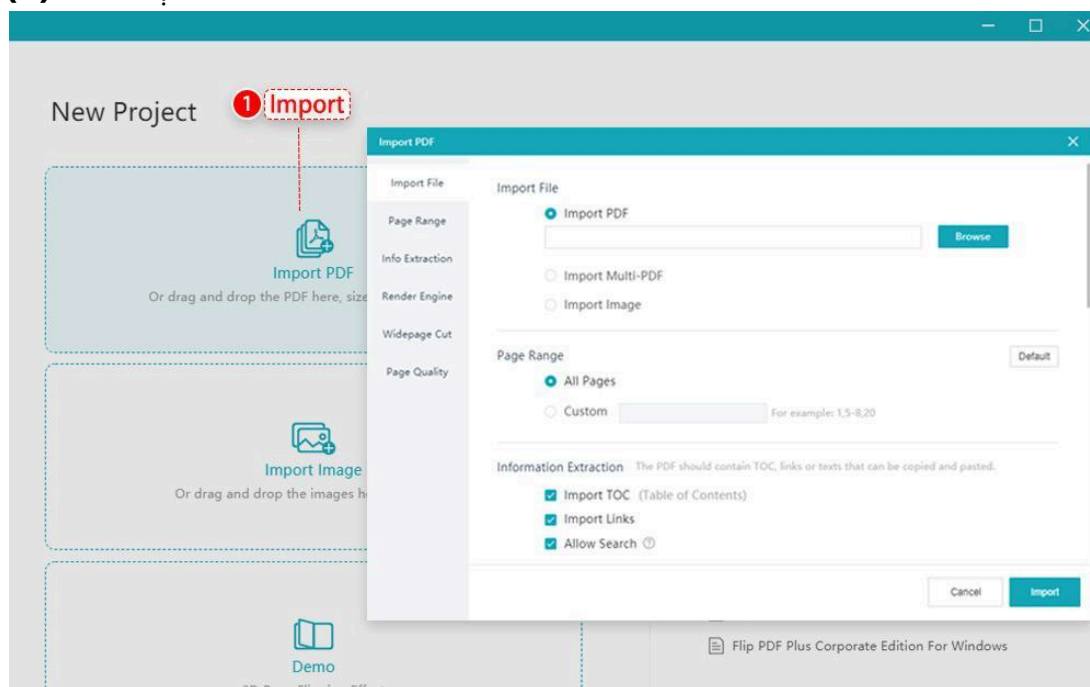 New Project
1 Import
Import PDF
Or drag and drop the PDF here, size
Import Image
Or drag and drop the images h
Demo
Import PDF
Import File
Page Range
Info Extraction
Render Engine
Widepage Cut
Page Quality
Import File
Import PDF
Browse
Import Multi-PDF
Import Image
Page Range
Default
All Pages
Custom
For example: 1,5-8,20
Information Extraction The PDF should contain TOC, links or texts that can be copied and pasted.
Import TOC (Table of Contents)
Import Links
Allow Search ?
Cancel
Import
Flip PDF Plus Corporate Edition For Windows